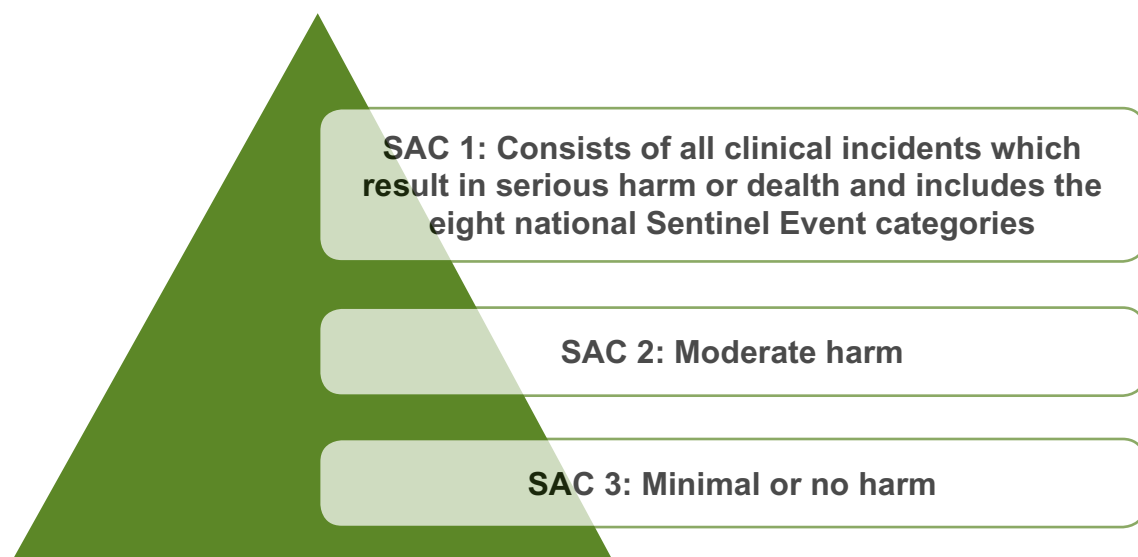 SAC 1: Consists of all clinical incidents which
result in serious harm or dealth and includes the
eight national Sentinel Event categories
SAC 2: Moderate harm
SAC 3: Minimal or no harm